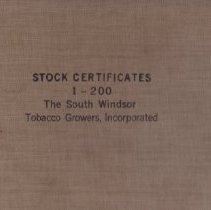 STOCK CERTIFICATES
1 - 200
The South Windsor
Tobacco Growers, Incorporated